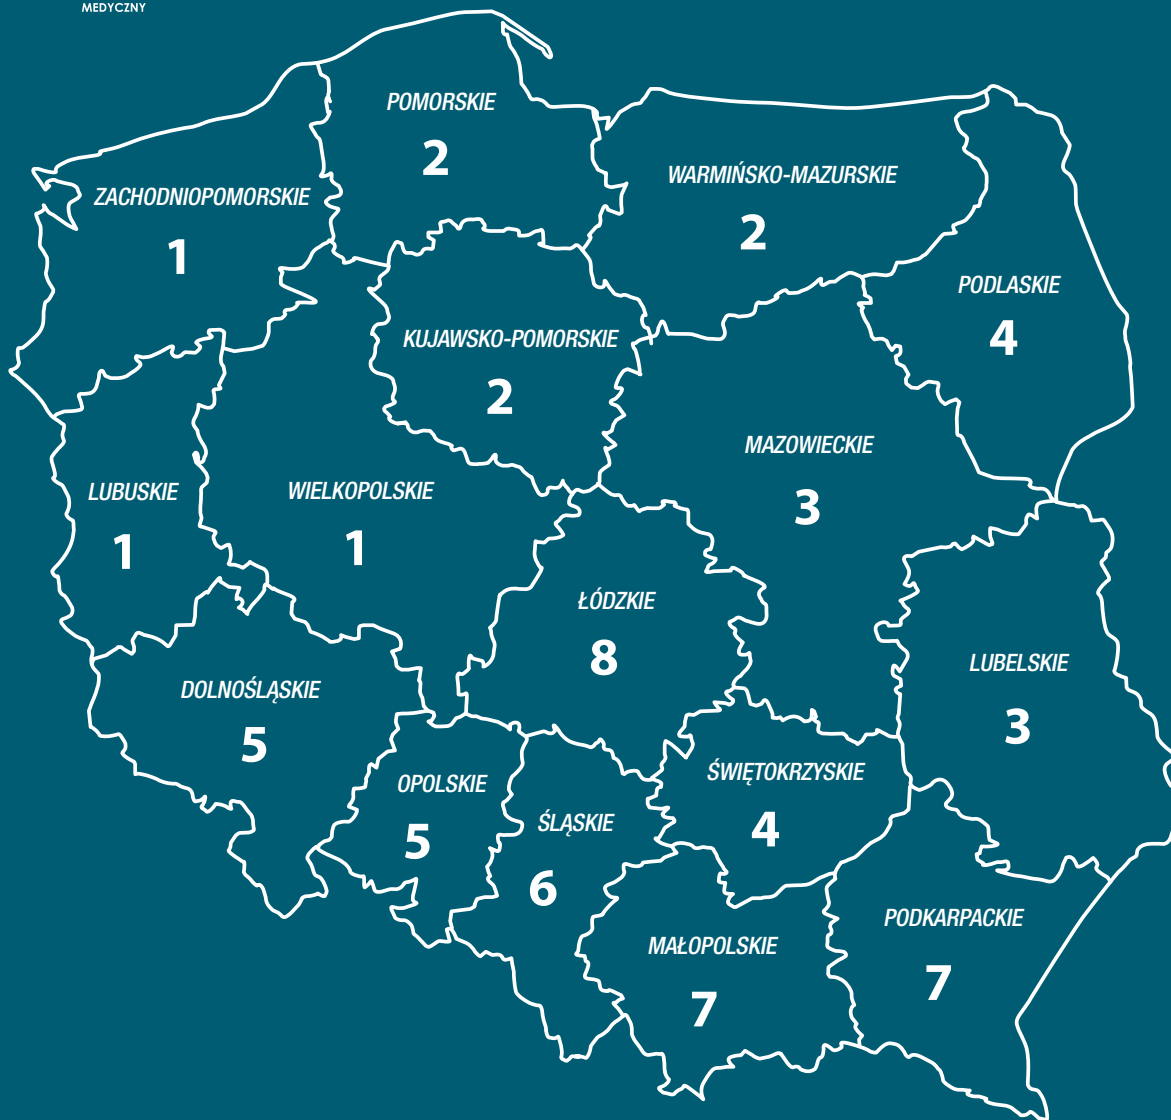 MEDYCZNY
POMORSKIE
2
ZACHODNIOPOMORSKIE
1
WARMIŃSKO-MAZURSKIE
2
PODLASKIE
4
KUJAWSKO-POMORSKIE
2
MAZOWIECKIE
3
LUBUSKIE
1
WIELKOPOLSKIE
1
ŁÓDZKIE
8
LUBELSKIE
3
DOLNOŚLĄSKIE
5
OPOLSKIE
5
ŚLĄSKIE
6
ŚWIĘTOKRZYSKIE
4
MAŁOPOLSKIE
7
PODKARPACKIE
7